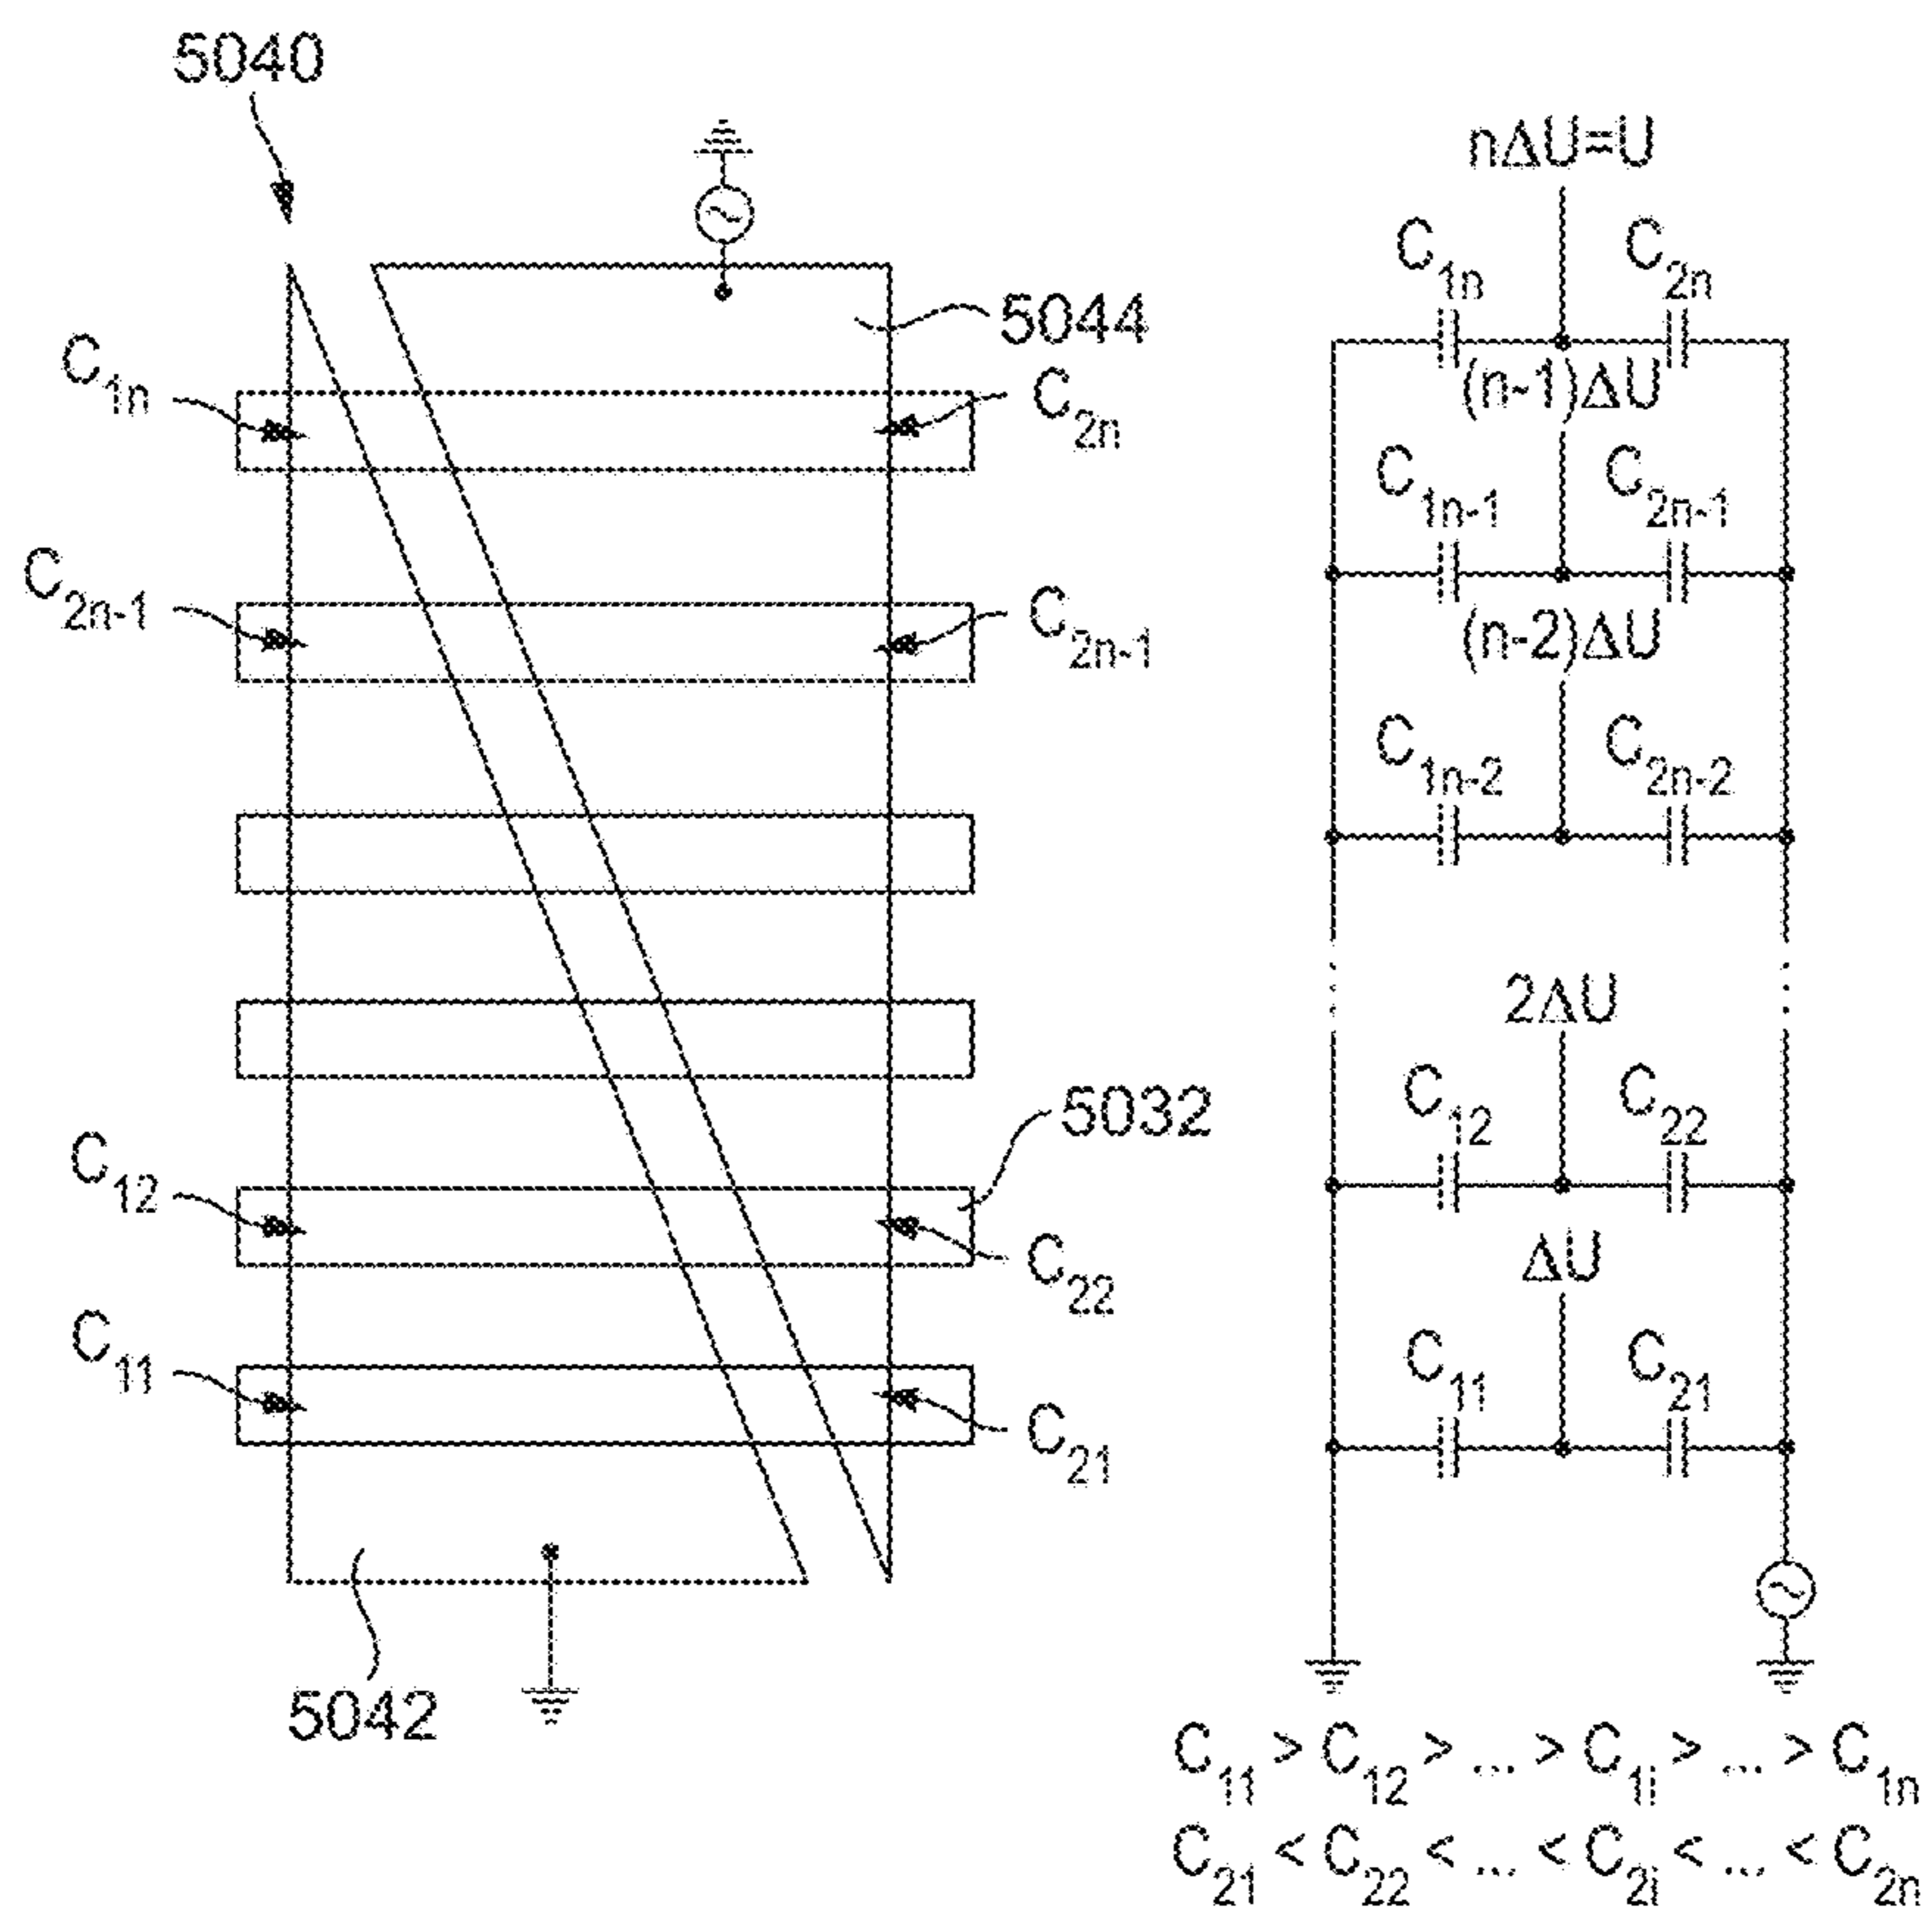 5040
nΔU=U
C1n
C2n
5044
C1n
C2n
(n-1)ΔU
C1n-1
C2n-1
C2n-1
C2n-1
(n-2)ΔU
C1n-2
C2n-2
2ΔU
C12
C22
5032
C12
C22
ΔU
C11
C21
C11
C21
5042
C11 > C12 > ... > C1i > ... > C1n
C21 < C22 < ... < C2i < ... < C2n